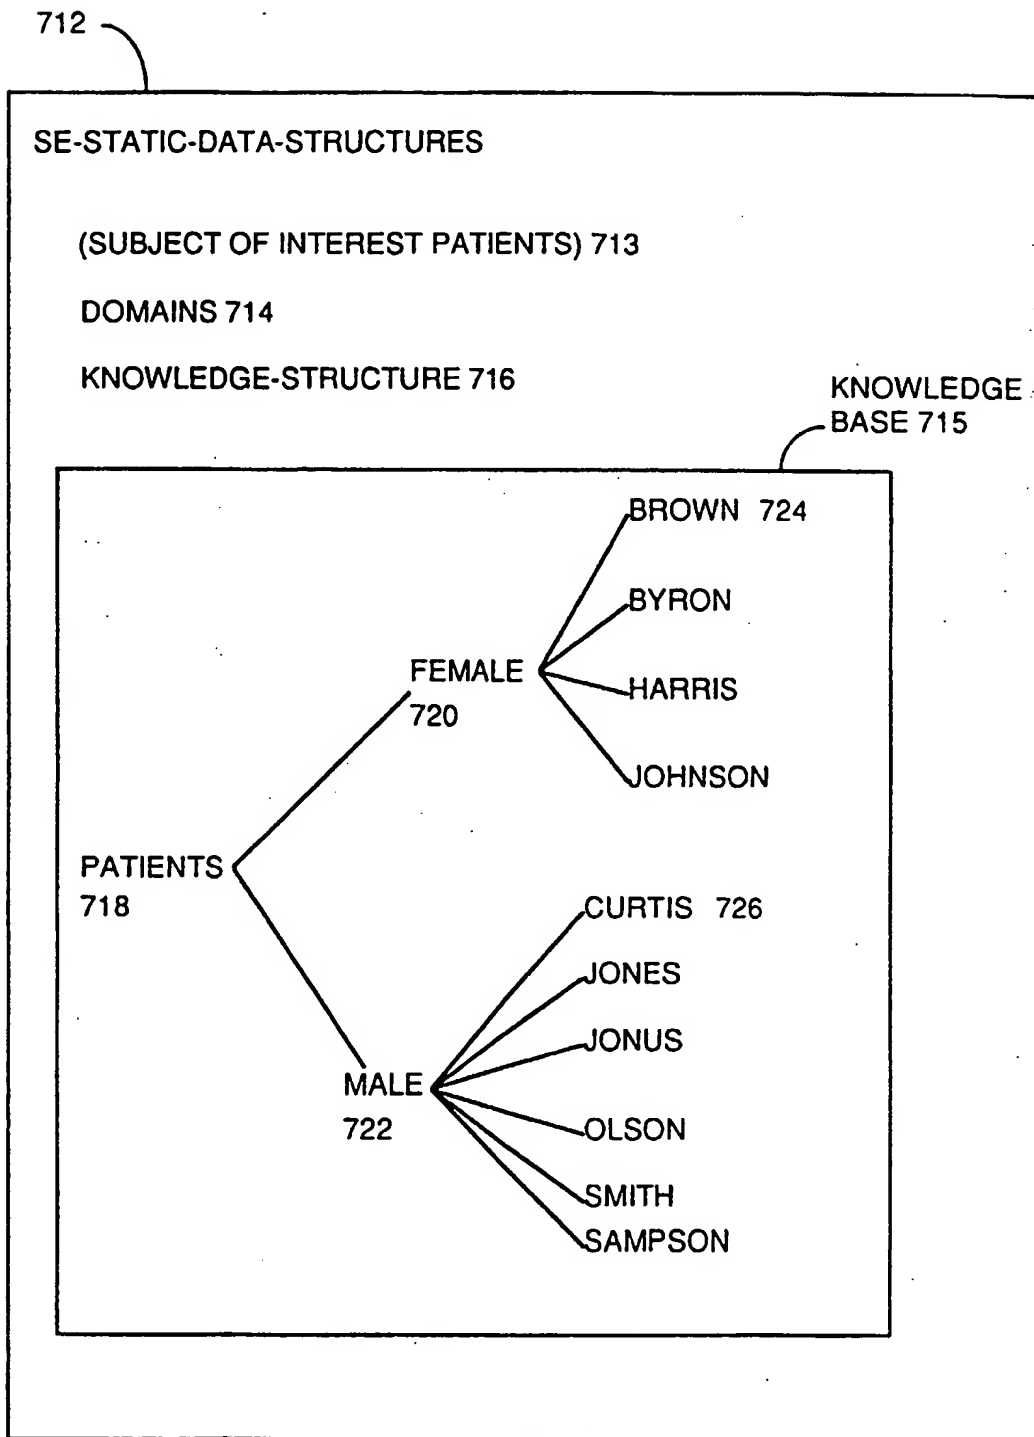 712
SE-STATIC-DATA-STRUCTURES
(SUBJECT OF INTEREST PATIENTS) 713
DOMAINS 714
KNOWLEDGE-STRUCTURE 716
KNOWLEDGE
BASE 715
BROWN 724
BYRON
FEMALE
720
HARRIS
JOHNSON
PATIENTS
718
CURTIS 726
JONES
JONUS
MALE
722
OLSON
SMITH
SAMPSON